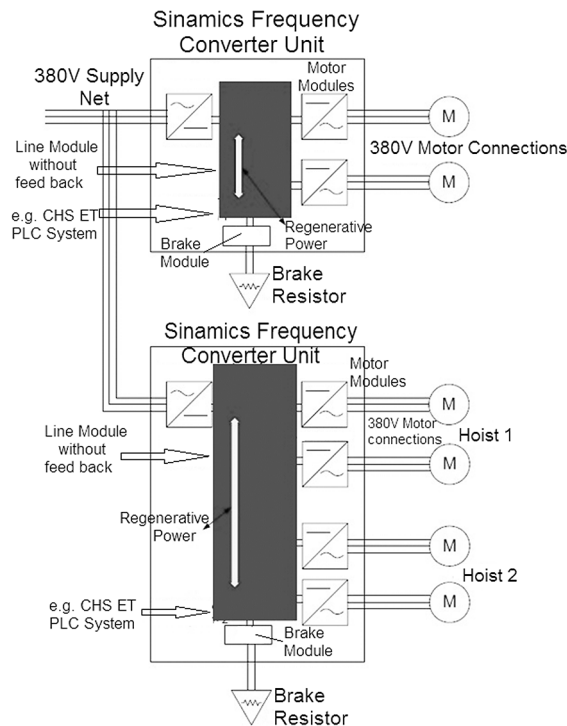 Sinamics Frequency
Converter Unit
380V Supply
Net
Motor
Modules
M
Line Module
without
feed back
380V Motor Connections
M
e.g. CHS ET
PLC System
Regenerative
Power
Brake
Module
Brake
Resistor
Sinamics Frequency
Converter Unit
Motor
Modules
M
380V Motor
connections
Hoist 1
Line Module
without
feed back
M
Regenerative
Power
M
Hoist 2
e.g. CHS ET
PLC System
M
Brake
Module
Brake
Resistor